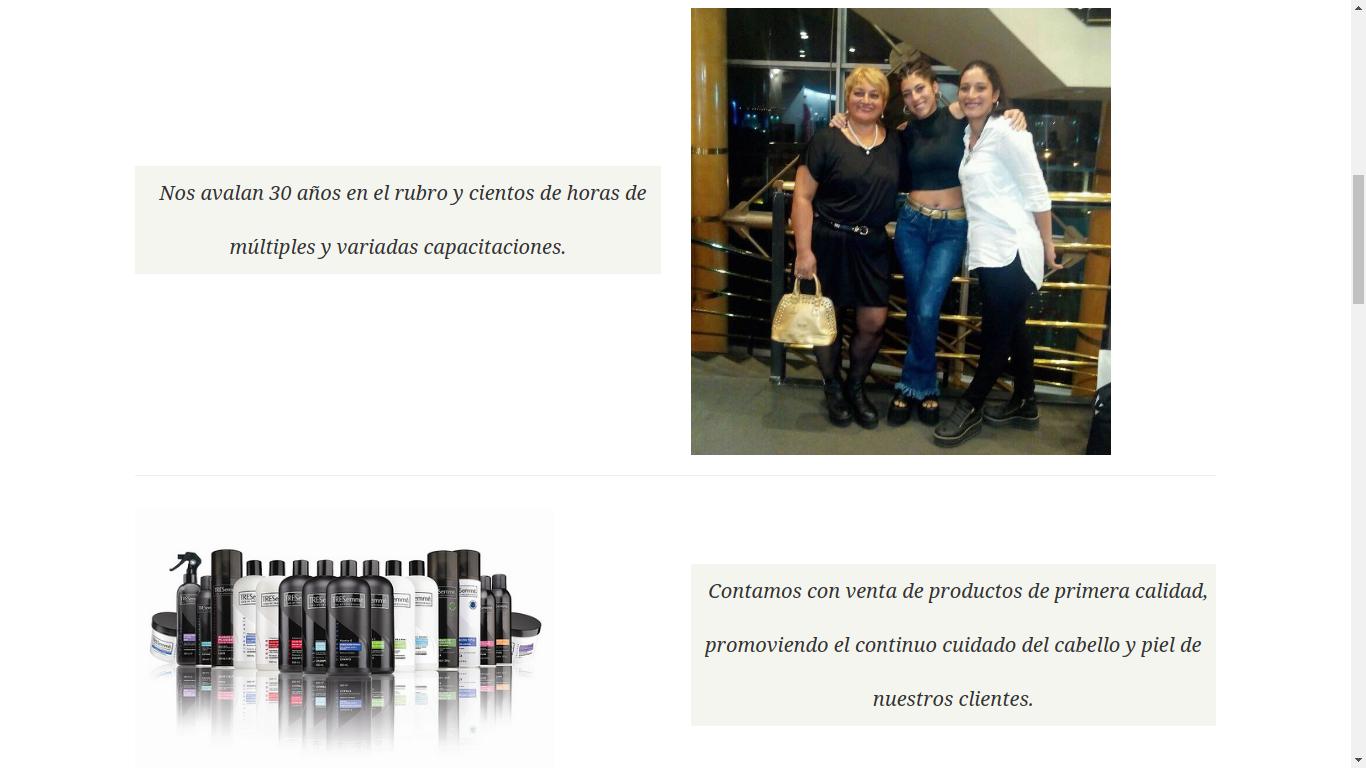 Nos avalan 30 años en el rubro y cientos de horas de
múltiples y variadas capacitaciones.
TRESemmé
Contamos con venta de productos de primera calidad,
promoviendo el continuo cuidado del cabello y piel de
nuestros clientes.